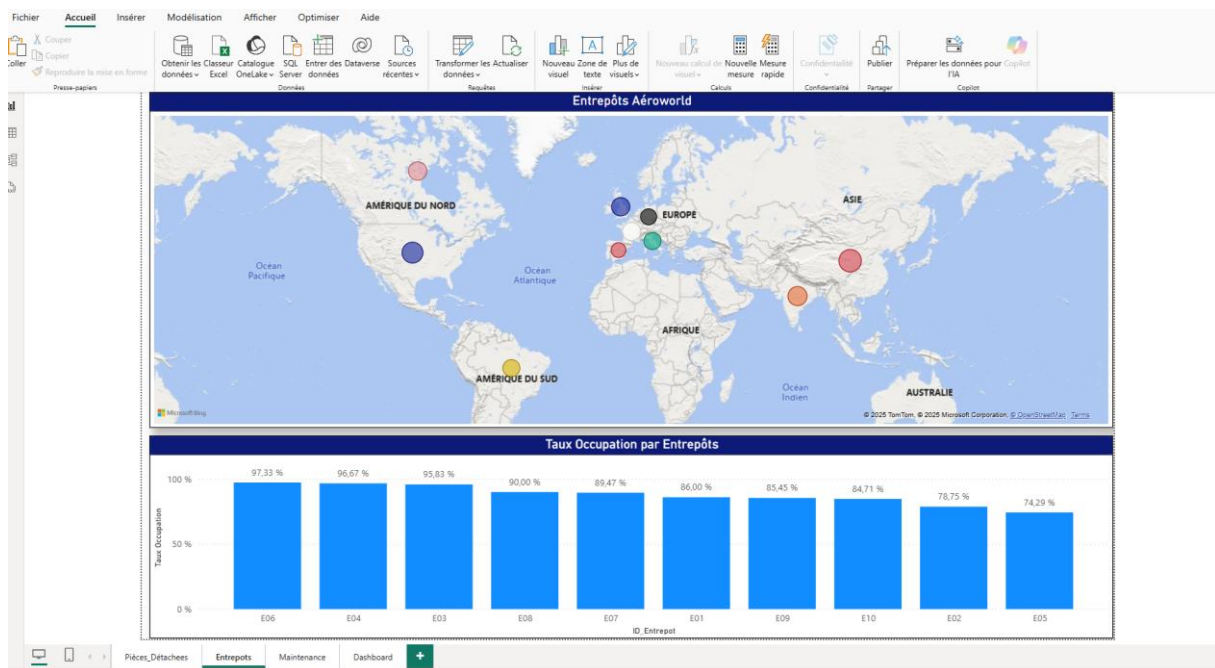 Fichier Accueil Insérer Modélisation Afficher Optimiser Aide
Coller
Couper
Copier
Reproduire la mise en forme
Presse-papiers
Obtenir les données
Classeur Excel
Catalogue OneLake
SQL Server
Entrer des données
Dataverse
Sources récentes
Données
Transformer les données
Actualiser
Requêtes
Nouveau visuel
Zone de texte
Plus de visuels
Insérer
Nouveau calcul de visuel
Nouvelle mesure
Mesure rapide
Calculs
Confidentialité
Confidentialité
Publier
Partager
Préparer les données pour l'IA
Copilot
Copilot
Entrepôts Aéroworld
AMÉRIQUE DU NORD
EUROPE
ASIE
Océan Pacifique
Océan Atlantique
AFRIQUE
AMÉRIQUE DU SUD
Océan Indien
AUSTRALIE
Microsoft Bing
© 2025 TomTom, © 2025 Microsoft Corporation, © OpenStreetMap Terms
Taux Occupation par Entrepôts
Taux Occupation
100 %
50 %
0 %
97,33 % 96,67 % 95,83 % 90,00 % 89,47 % 86,00 % 85,45 % 84,71 % 78,75 % 74,29 %
E06 E04 E03 E08 E07 E01 E09 E10 E02 E05
ID_Entrepot
Pièces_Détachees Entrepots Maintenance Dashboard +